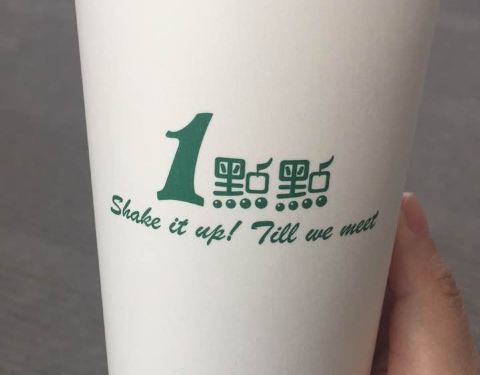 1點點
Shake it up! Till we meet